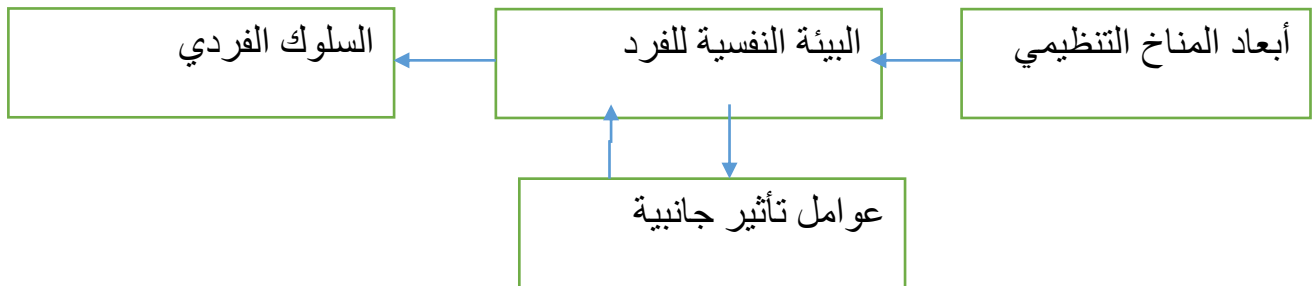 أبعاد المناخ التنظيمي
البيئة النفسية للفرد
السلوك الفردي
عوامل تأثير جانبية